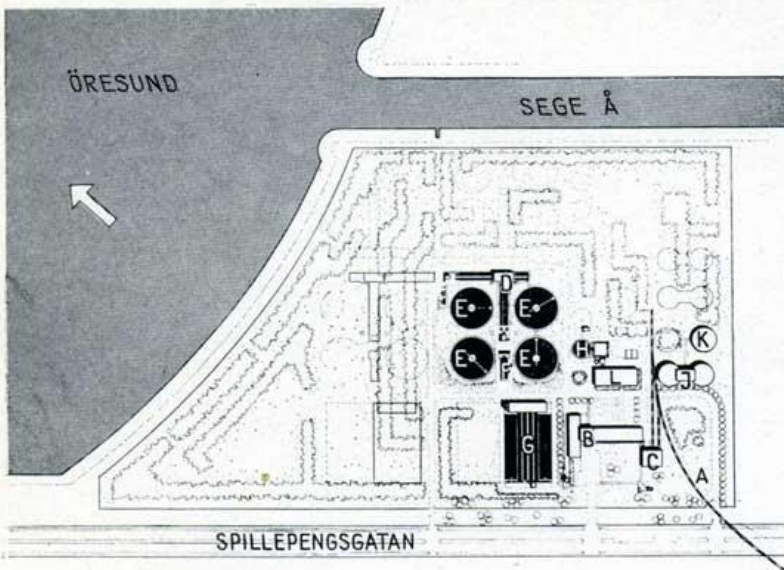 ÖRESUND
SEGE Å
D
E E
K
E F E H
L J
G B
C A
SPILLEPENGSGATAN